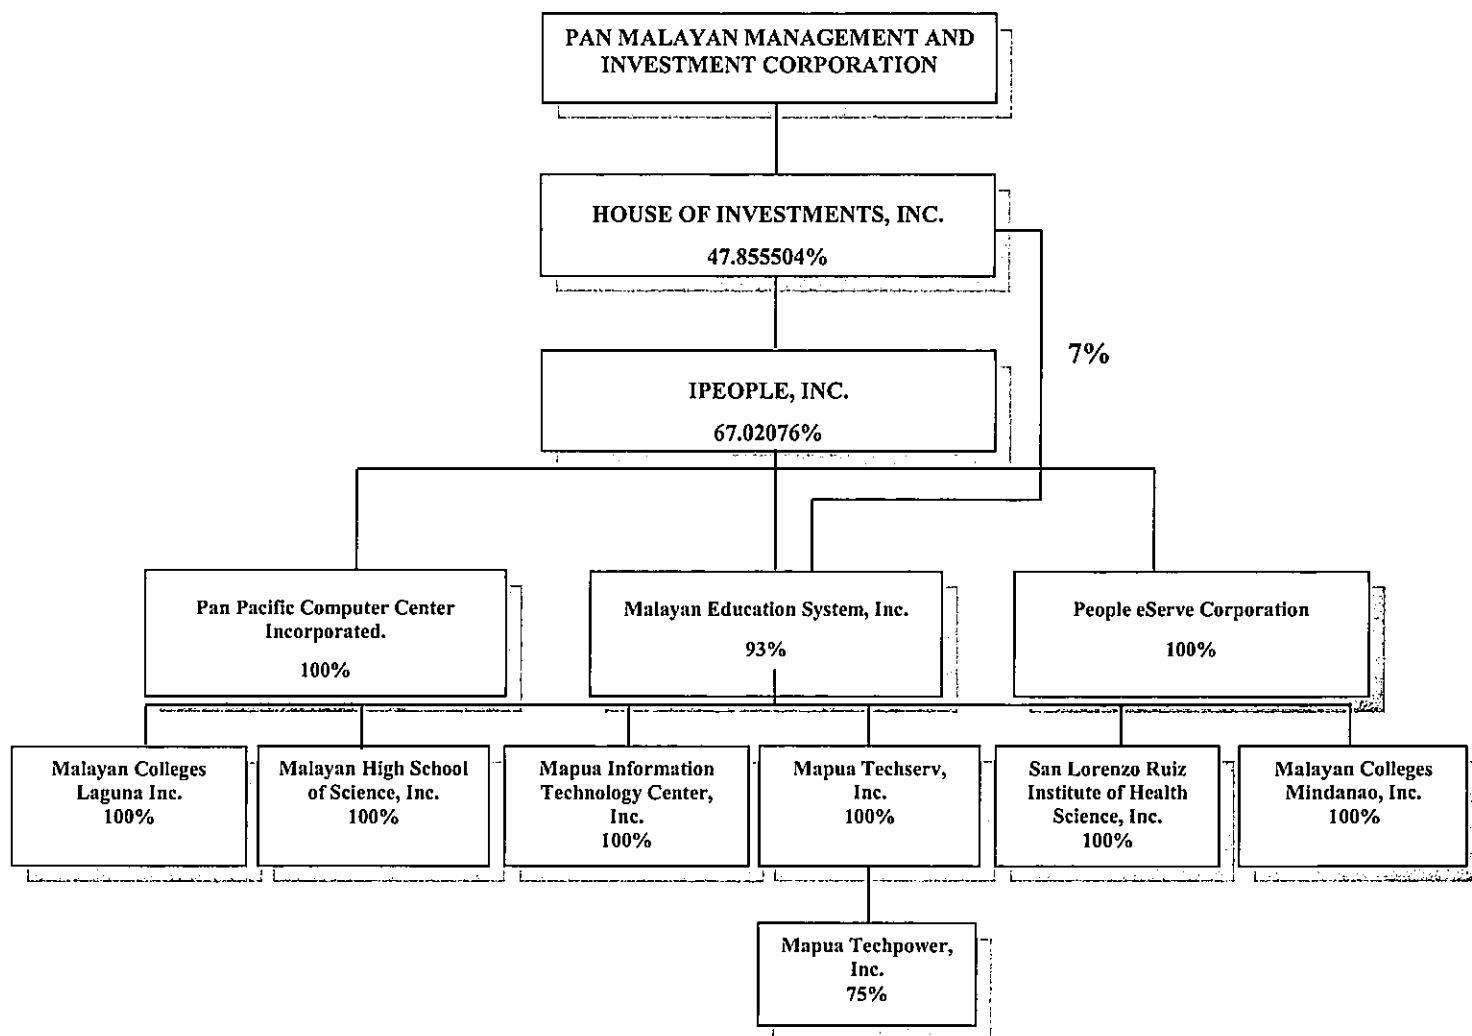 PAN MALAYAN MANAGEMENT AND
INVESTMENT CORPORATION
HOUSE OF INVESTMENTS, INC.
47.855504%
7%
IPEOPLE, INC.
67.02076%
Pan Pacific Computer Center
Incorporated.
100%
Malayan Education System, Inc.
93%
People eServe Corporation
100%
Malayan Colleges
Laguna Inc.
100%
Malayan High School
of Science, Inc.
100%
Mapua Information
Technology Center,
Inc.
100%
Mapua Techserv,
Inc.
100%
San Lorenzo Ruiz
Institute of Health
Science, Inc.
100%
Malayan Colleges
Mindanao, Inc.
100%
Mapua Techpower,
Inc.
75%